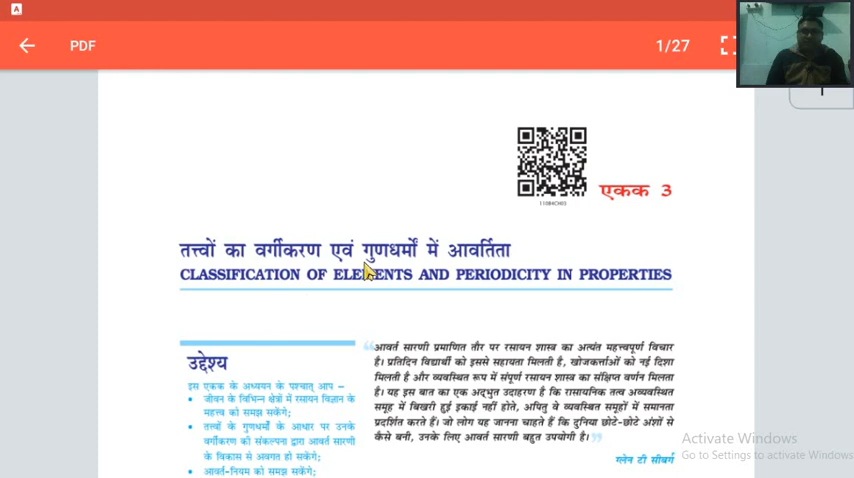 A
PDF
1/27
11084CH03
एकक 3
तत्त्वों का वर्गीकरण एवं गुणधर्मों में आवर्तिता
CLASSIFICATION OF ELEMENTS AND PERIODICITY IN PROPERTIES
उद्देश्य
इस एकक के अध्ययन के पश्चात् आप –
• जीवन के विभिन्न क्षेत्रों में रसायन विज्ञान के
महत्त्व को समझ सकेंगे;
• तत्त्वों के गुणधर्मों के आधार पर उनके
वर्गीकरण की संकल्पना द्वारा आवर्त सारणी
के विकास से अवगत हो सकेंगे;
• आवर्त-नियम को समझ सकेंगे;
“आवर्त सारणी प्रमाणित तौर पर रसायन शास्त्र का अत्यंत महत्त्वपूर्ण विचार
है। प्रतिदिन विद्यार्थी को इससे सहायता मिलती है, खोजकर्त्ताओं को नई दिशा
मिलती है और व्यवस्थित रूप में संपूर्ण रसायन शास्त्र का संक्षिप्त वर्णन मिलता
है। यह इस बात का एक अद्भुत उदाहरण है कि रासायनिक तत्त्व अव्यवस्थित
समूह में बिखरी हुई इकाई नहीं होते, अपितु वे व्यवस्थित समूहों में समानता
प्रदर्शित करते हैं। जो लोग यह जानना चाहते हैं कि दुनिया छोटे-छोटे अंशों से
कैसे बनी, उनके लिए आवर्त सारणी बहुत उपयोगी है।”
ग्लेन टी सीबर्ग
Activate Windows
Go to Settings to activate Windows